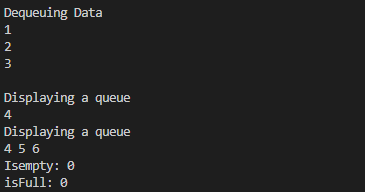 Dequeuing Data
1
2
3
Displaying a queue
4
Displaying a queue
4 5 6
Isempty: 0
isFull: 0